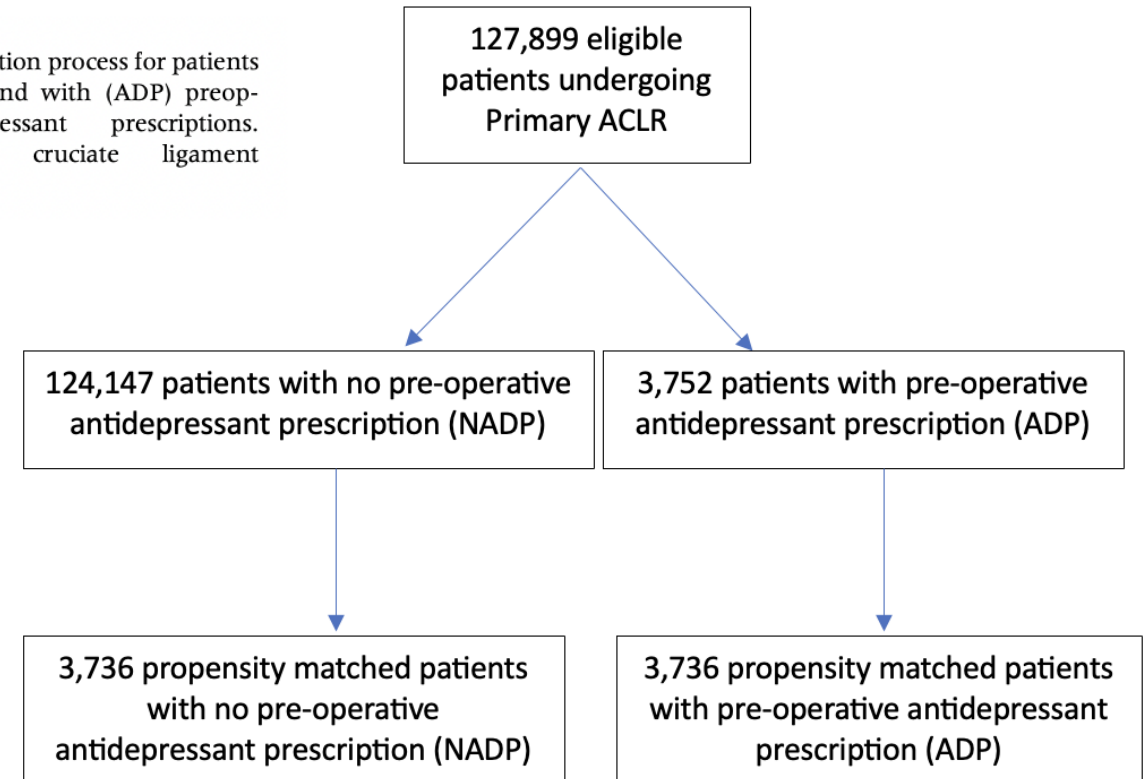 tion process for patients
nd with (ADP) preop-
essant prescriptions.
cruciate ligament
127,899 eligible
patients undergoing
Primary ACLR
124,147 patients with no pre-operative
antidepressant prescription (NADP)
3,752 patients with pre-operative
antidepressant prescription (ADP)
3,736 propensity matched patients
with no pre-operative
antidepressant prescription (NADP)
3,736 propensity matched patients
with pre-operative antidepressant
prescription (ADP)